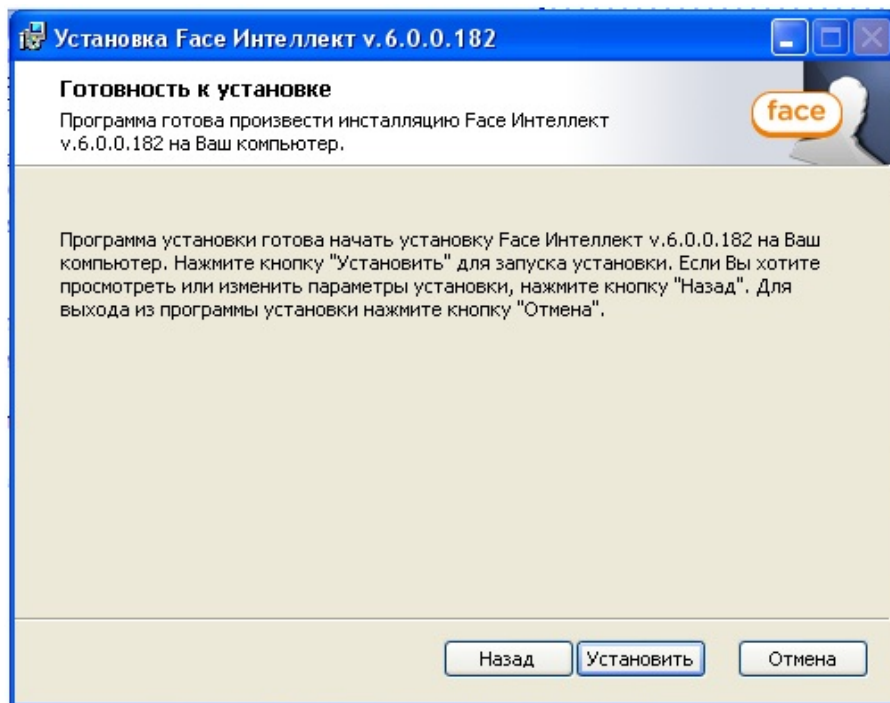 Установка Face Интеллект v.6.0.0.182
Готовность к установке
Программа готова произвести инсталляцию Face Интеллект
v.6.0.0.182 на Ваш компьютер.
face
Программа установки готова начать установку Face Интеллект v.6.0.0.182 на Ваш
компьютер. Нажмите кнопку "Установить" для запуска установки. Если Вы хотите
просмотреть или изменить параметры установки, нажмите кнопку "Назад". Для
выхода из программы установки нажмите кнопку "Отмена".
Назад
Установить
Отмена